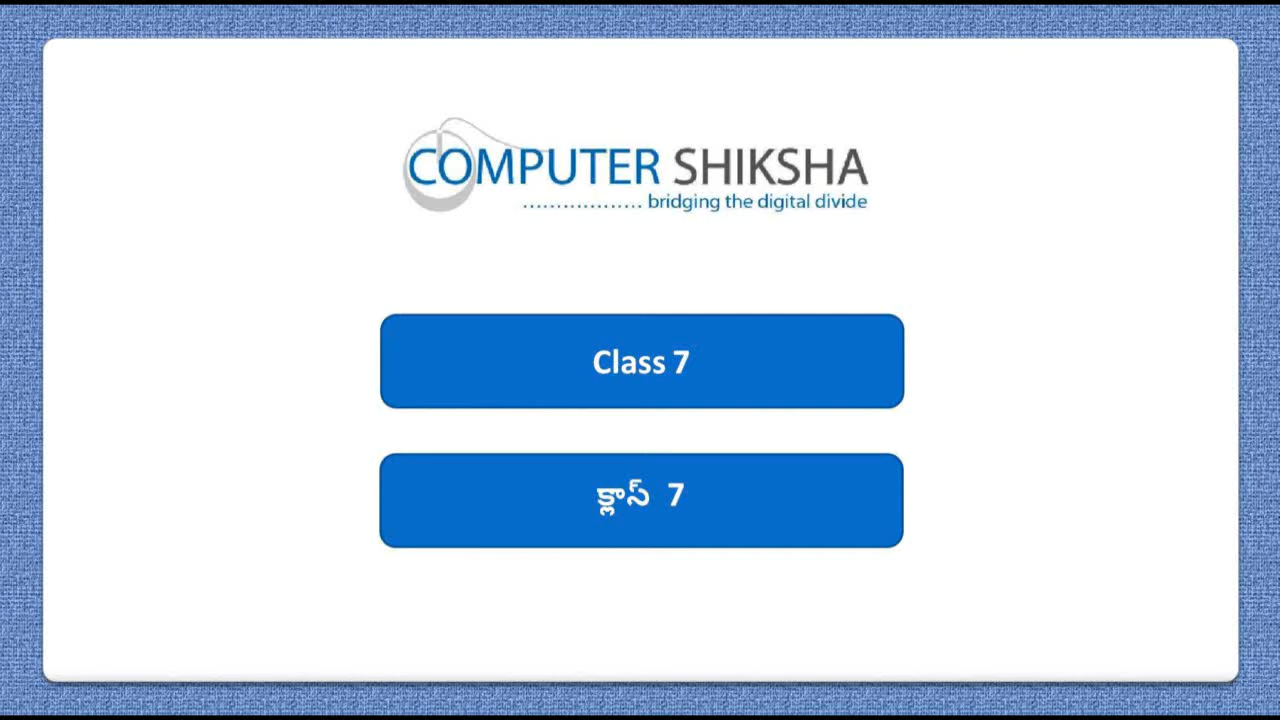 COMPUTER SHIKSHA
.................. bridging the digital divide
Class 7
క్లాస్ 7